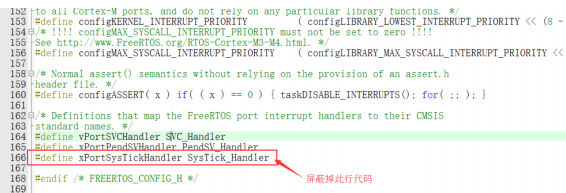 152 to all Cortex-M ports, and do not rely on any particular library functions. */
153 #define configKERNEL_INTERRUPT_PRIORITY ( configLIBRARY_LOWEST_INTERRUPT_PRIORITY << (8 -
154 /* !!!! configMAX_SYSCALL_INTERRUPT_PRIORITY must not be set to zero !!!!
155 See http://www.FreeRTOS.org/RTOS-Cortex-M3-M4.html. */
156 #define configMAX_SYSCALL_INTERRUPT_PRIORITY ( configLIBRARY_MAX_SYSCALL_INTERRUPT_PRIORITY <<
157
158 /* Normal assert() semantics without relying on the provision of an assert.h
159 header file. */
160 #define configASSERT( x ) if( ( x ) == 0 ) { taskDISABLE_INTERRUPTS(); for( ;; ); }
161
162 /* Definitions that map the FreeRTOS port interrupt handlers to their CMSIS
163 standard names. */
164 #define vPortSVCHandler SVC_Handler
165 #define xPortPendSVHandler PendSV_Handler
166 #define xPortSysTickHandler SysTick_Handler
167
168 #endif /* FREERTOS_CONFIG_H */
屏蔽掉此行代码
169